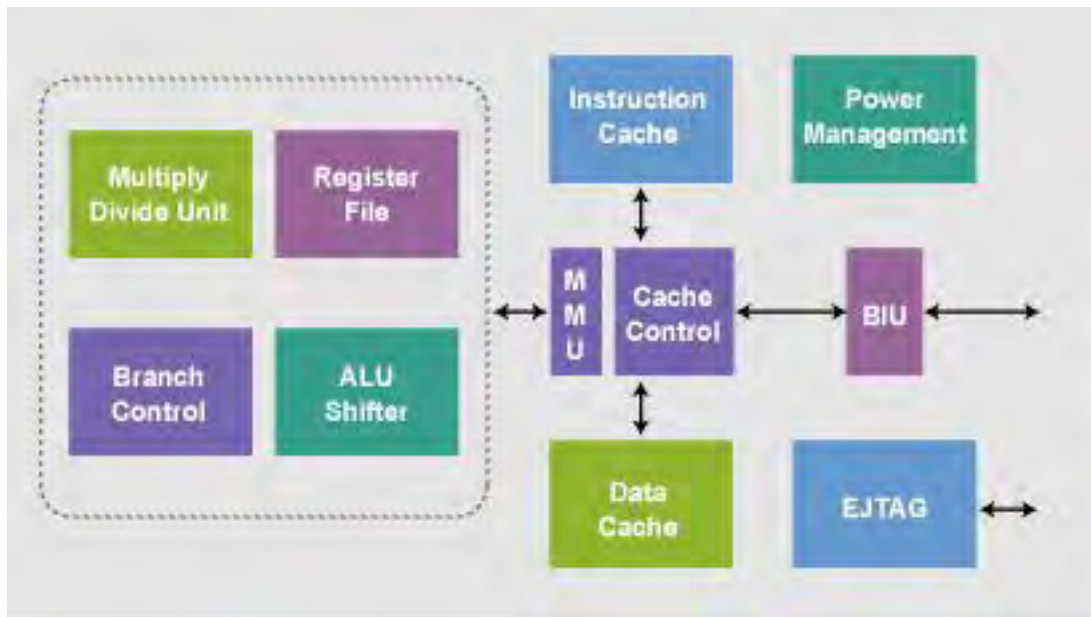 Instruction
Cache
Power
Management
Multiply
Divide Unit
Register
File
M
M
U
Cache
Control
BIU
Branch
Control
ALU
Shifter
Data
Cache
EJTAG